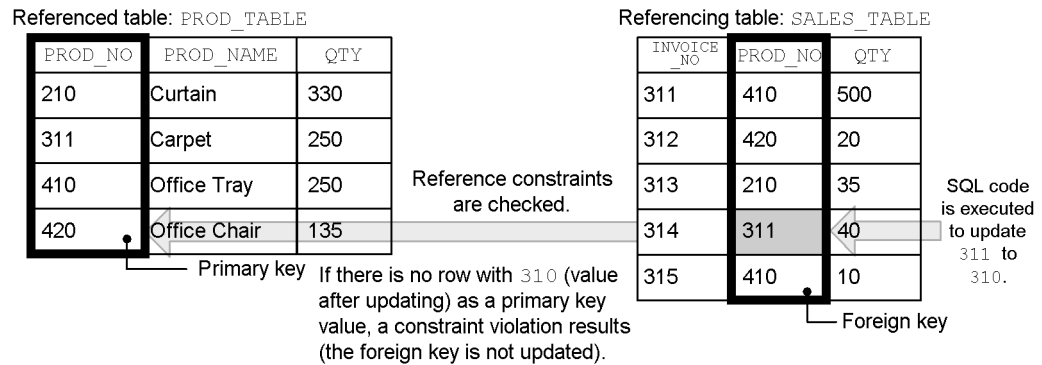 Referenced table: PROD_TABLE
PROD_NO PROD_NAME QTY
210 Curtain 330
311 Carpet 250
410 Office Tray 250
420 Office Chair 135
Primary key
Reference constraints
are checked.
If there is no row with 310 (value
after updating) as a primary key
value, a constraint violation results
(the foreign key is not updated).
Referencing table: SALES_TABLE
INVOICE
_NO PROD_NO QTY
311 410 500
312 420 20
313 210 35
314 311 40
315 410 10
Foreign key
SQL code
is executed
to update
311 to
310.